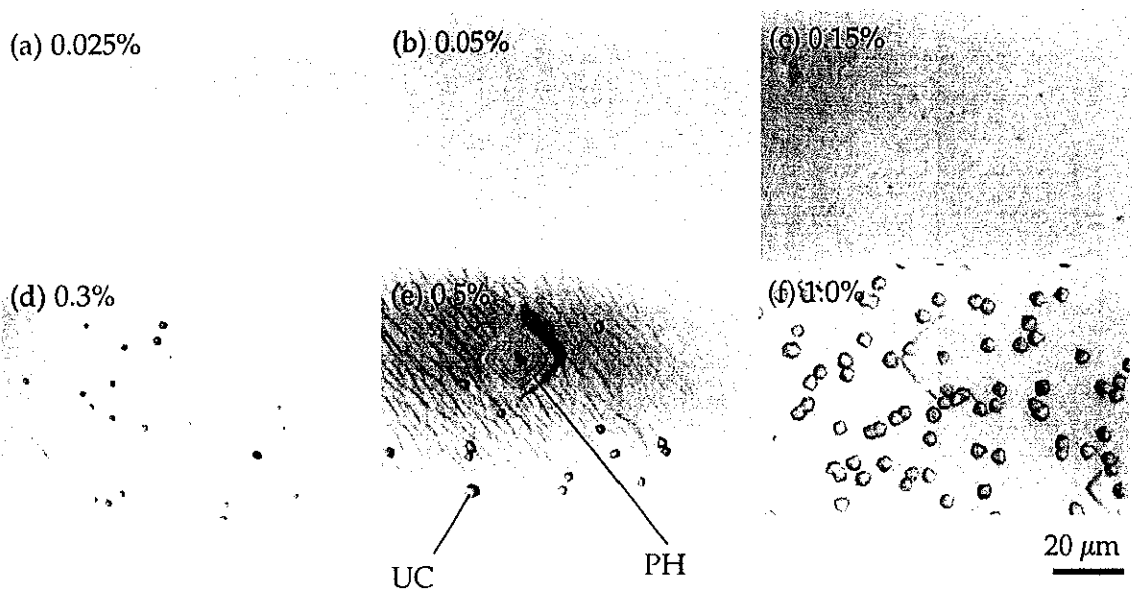 (a) 0.025%
(b) 0.05%
(c) 0.15%
(d) 0.3%
(e) 0.5%
(f) 1.0%
UC
PH
20 μm